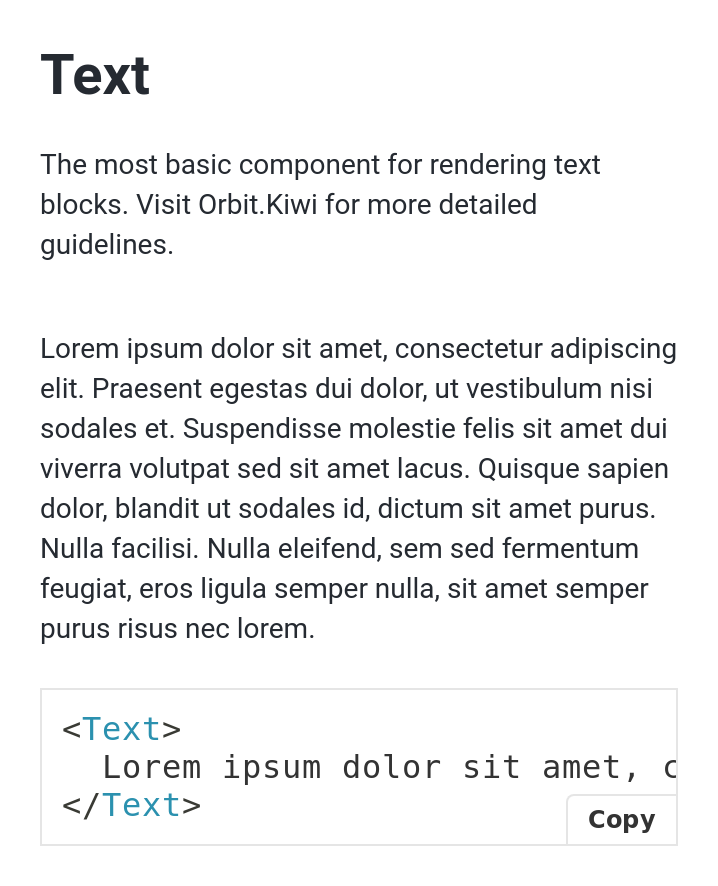 Text
The most basic component for rendering text
blocks. Visit Orbit.Kiwi for more detailed
guidelines.
Lorem ipsum dolor sit amet, consectetur adipiscing
elit. Praesent egestas dui dolor, ut vestibulum nisi
sodales et. Suspendisse molestie felis sit amet dui
viverra volutpat sed sit amet lacus. Quisque sapien
dolor, blandit ut sodales id, dictum sit amet purus.
Nulla facilisi. Nulla eleifend, sem sed fermentum
feugiat, eros ligula semper nulla, sit amet semper
purus risus nec lorem.
<Text>
  Lorem ipsum dolor sit amet, c
</Text>
Copy